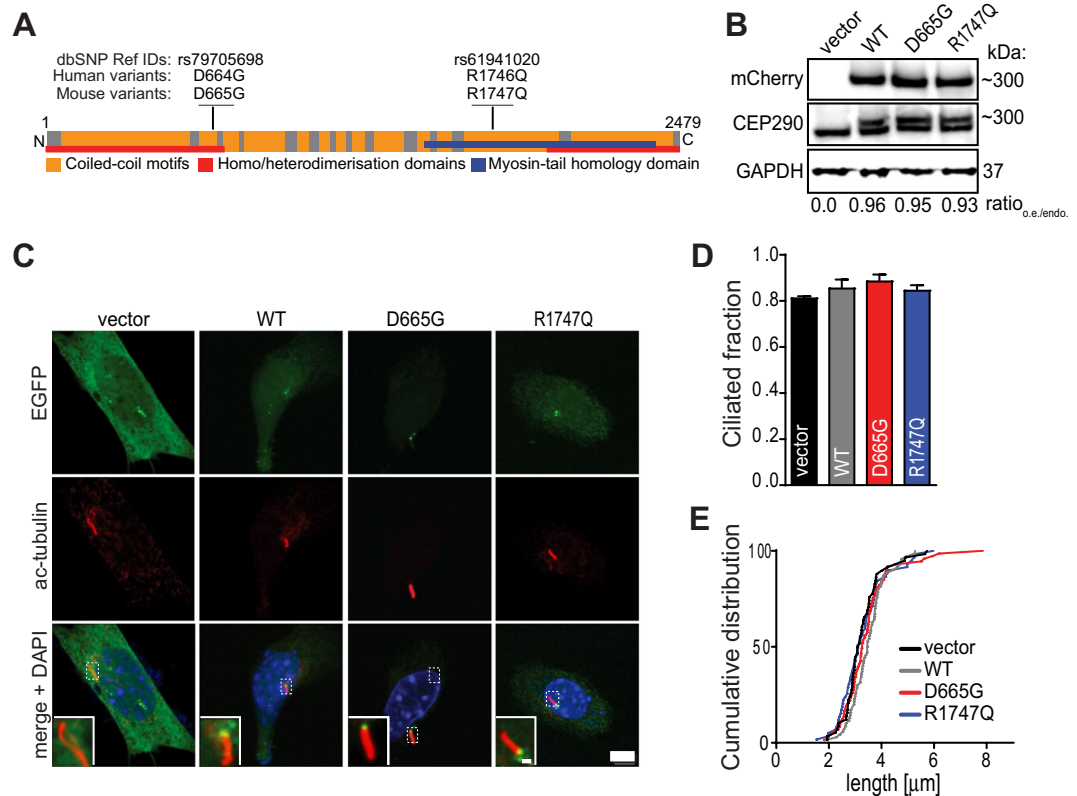 A
dbSNP Ref IDs: rs79705698 rs61941020
Human variants: D664G R1746Q
Mouse variants: D665G R1747Q
1 2479
N C
Coiled-coil motifs Homo/heterodimerisation domains Myosin-tail homology domain
B
vector WT D665G R1747Q kDa:
mCherry ~300
CEP290 ~300
GAPDH 37
0.0 0.96 0.95 0.93 ratio o.e./endo.
C
vector WT D665G R1747Q
EGFP
ac-tubulin
merge + DAPI
D
Ciliated fraction
1.0
0.8
0.6
0.4
0.2
0.0
vector WT D665G R1747Q
E
Cumulative distribution
100
50
0
vector
WT
D665G
R1747Q
0 2 4 6 8
length [μm]